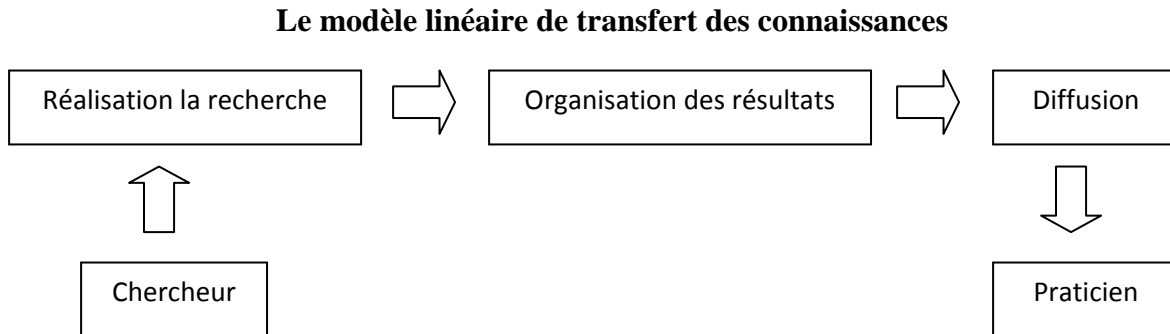 Le modèle linéaire de transfert des connaissances
Réalisation la recherche
Organisation des résultats
Diffusion
Chercheur
Praticien